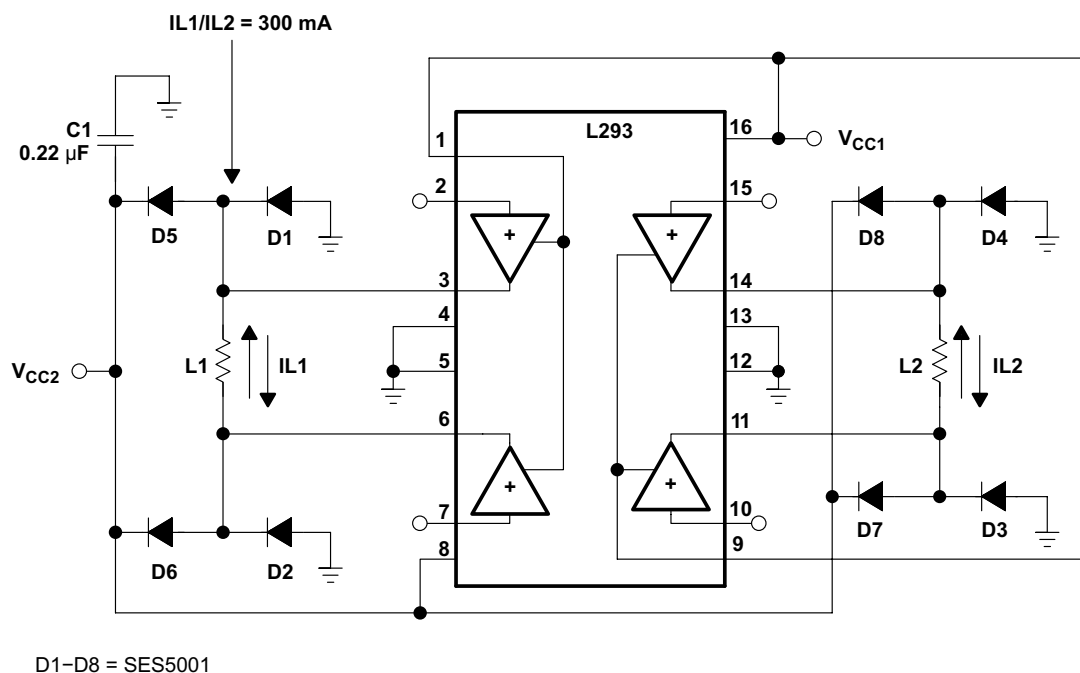 IL1/IL2 = 300 mA
C1
0.22 µF
L293
1
16
VCC1
2
15
D5
D1
D8
D4
+
+
3
14
4
13
VCC2
L1
IL1
5
12
L2
IL2
6
11
+
+
7
10
D7
D3
8
9
D6
D2
D1−D8 = SES5001